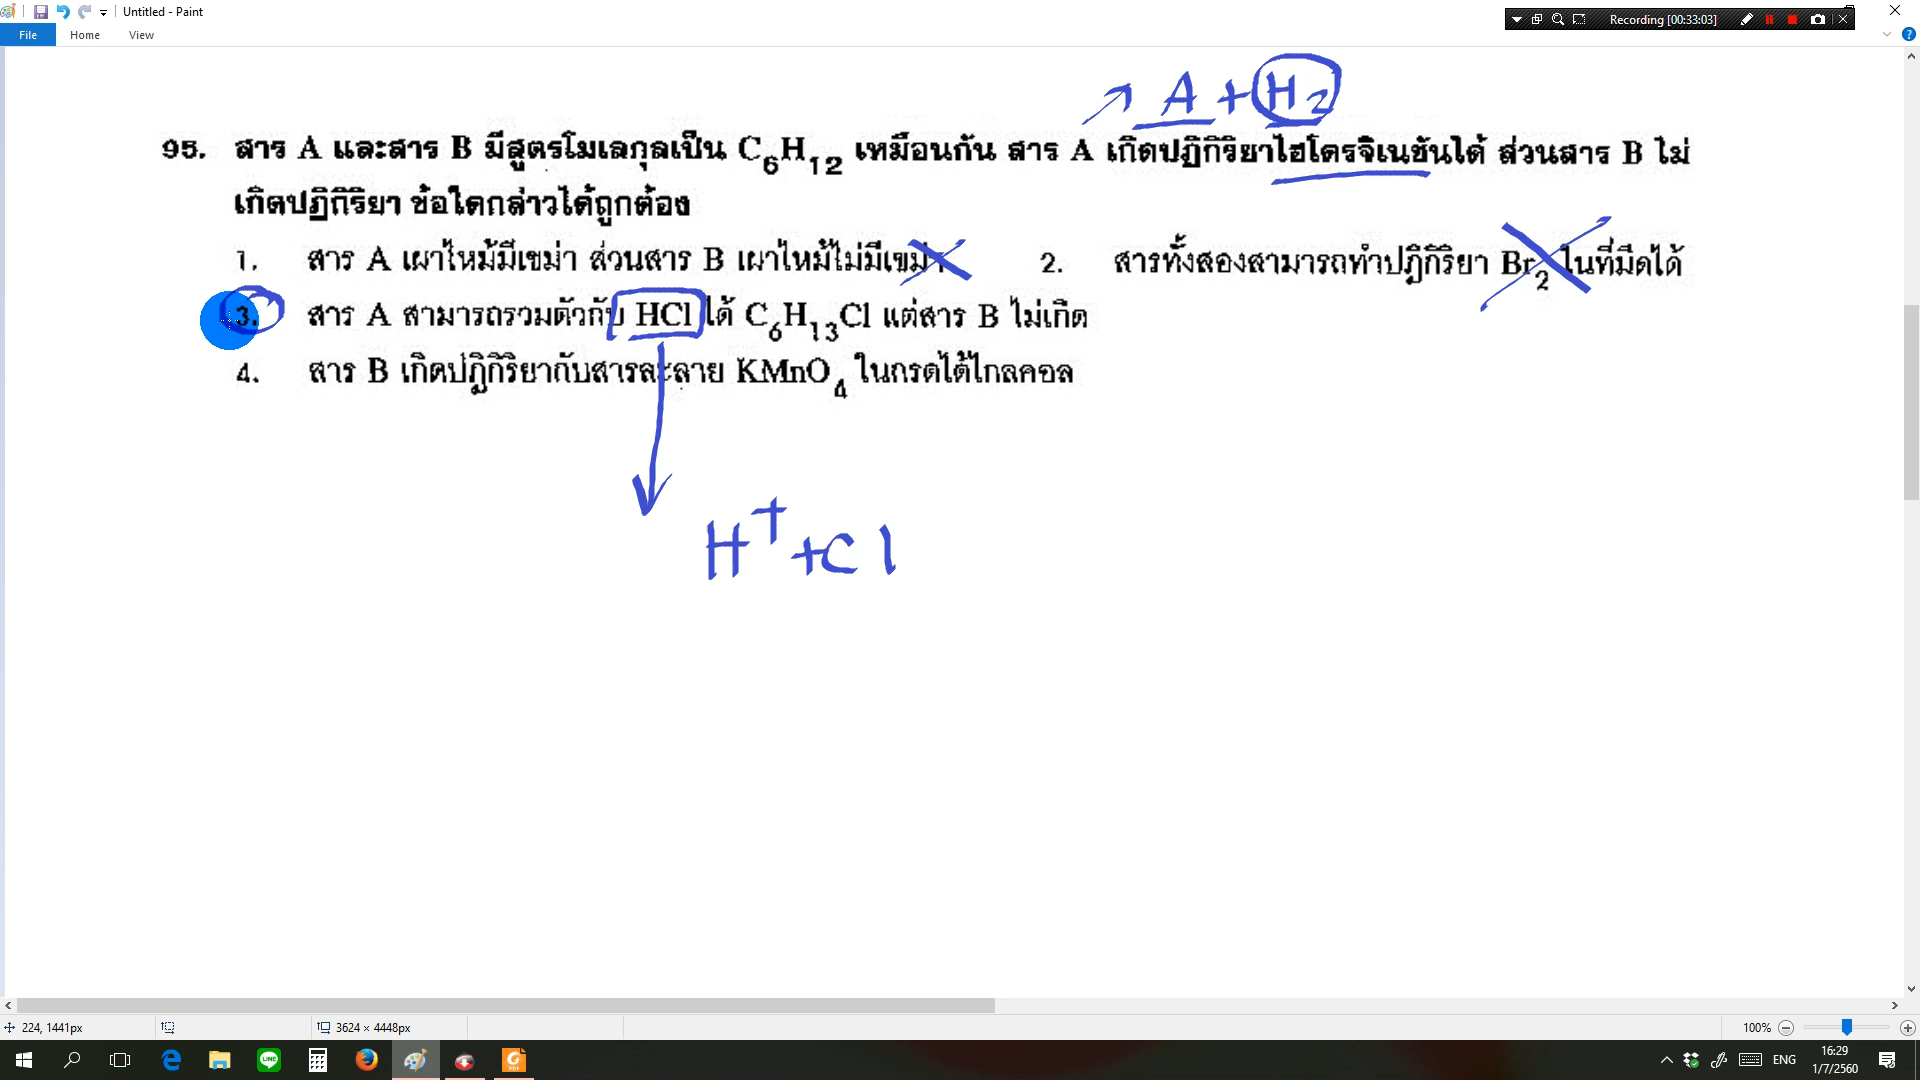 Untitled - Paint
Recording [00:33:03]
File Home View
A + H2
95. สาร A และสาร B มีสูตรโมเลกุลเป็น C6H12 เหมือนกัน สาร A เกิดปฏิกิริยาไฮโดรจิเนชันได้ ส่วนสาร B ไม่
เกิดปฏิกิริยา ข้อใดกล่าวได้ถูกต้อง
1. สาร A เผาไหม้มีเขม่า ส่วนสาร B เผาไหม้ไม่มีเขม่า 2. สารทั้งสองสามารถทำปฏิกิริยา Br2 ในที่มืดได้
3. สาร A สามารถรวมตัวกับ HCl ได้ C6H13Cl แต่สาร B ไม่เกิด
4. สาร B เกิดปฏิกิริยากับสารละลาย KMnO4 ในกรดได้ไกลคอล
H+ + Cl
224, 1441px 3624 × 4448px 100%
ENG 16:29
1/7/2560